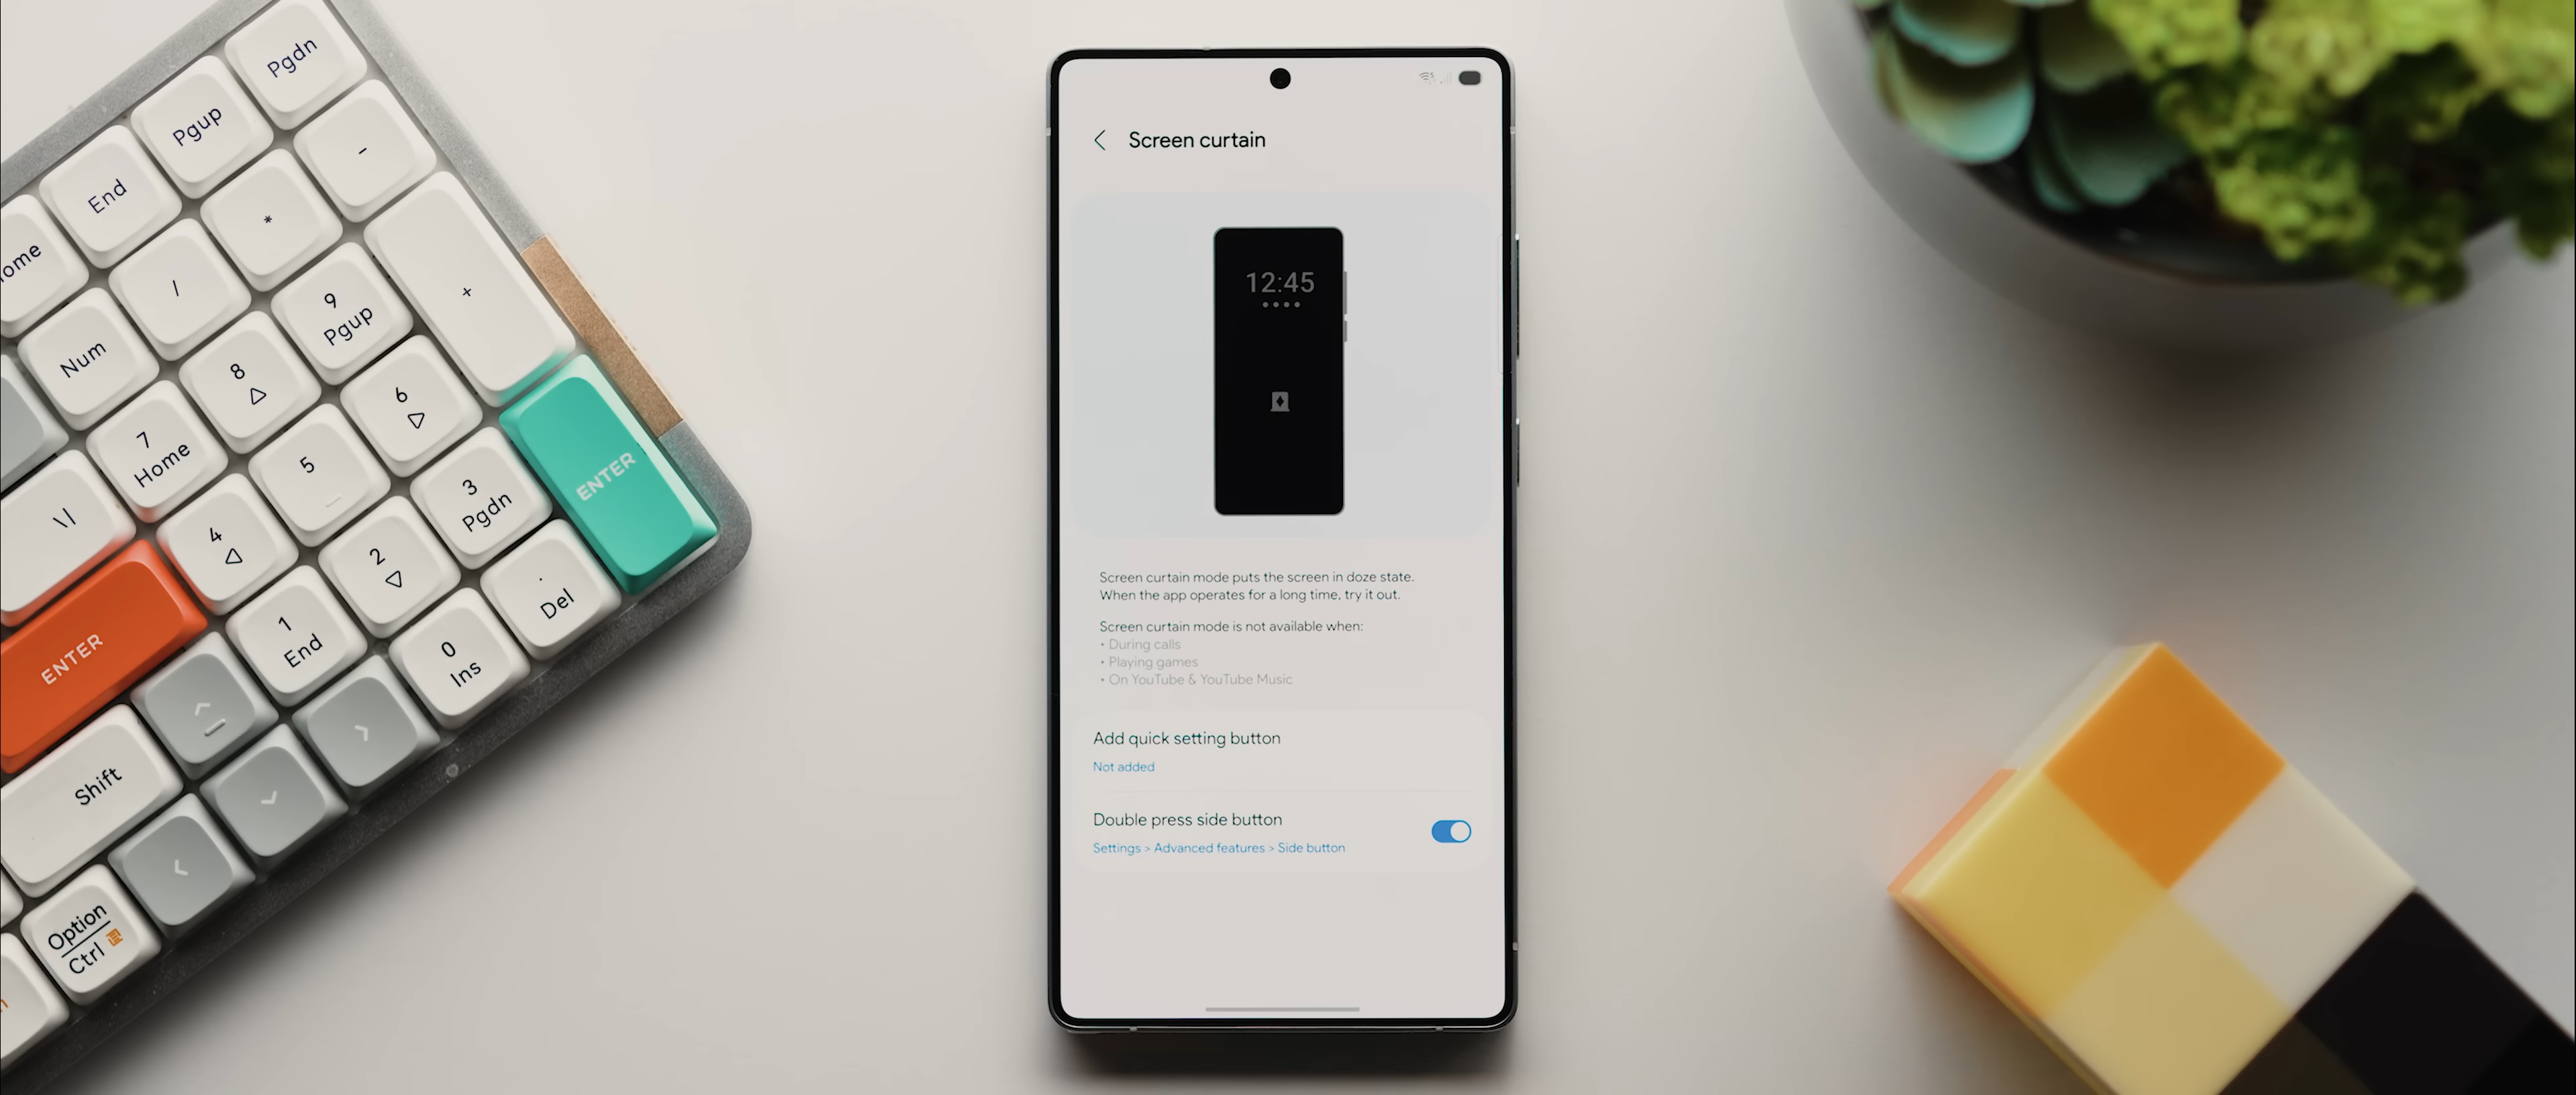 Screen curtain
12:45
Screen curtain mode puts the screen in doze state.
When the app operates for a long time, try it out.
Screen curtain mode is not available when:
• During calls
• Playing games
• On YouTube & YouTube Music
Add quick setting button
Not added
Double press side button
Settings > Advanced features > Side button
Pgdn
Pgup
End
-
*
/
Num
+
9
Pgup
8
7
Home
6
5
4
ENTER
3
Pgdn
2
1
End
\|
ENTER
.
Del
0
Ins
Shift
Option
Ctrl